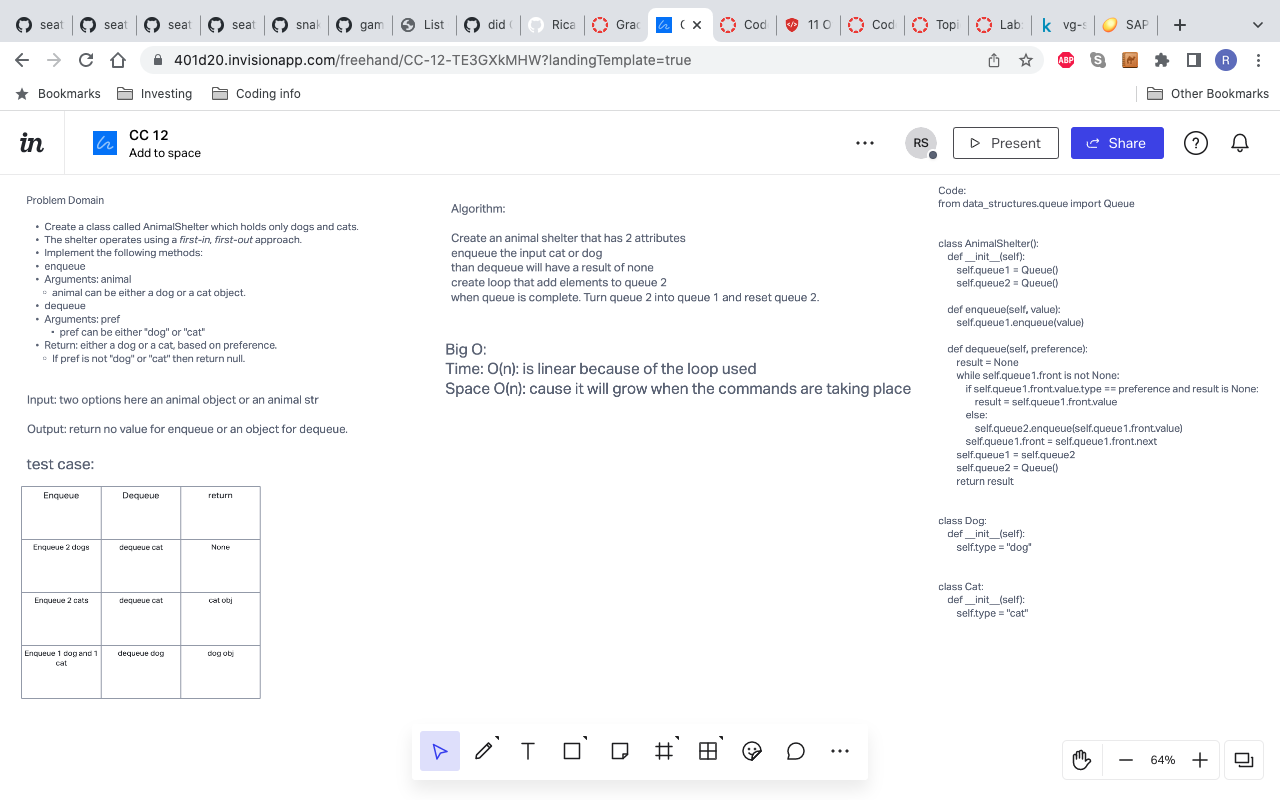 seat
seat
seat
seat
snak
gam
List
did
Rica
Grac
C
Cod
11 O
Cod
Topi
Lab:
vg-s
SAP
401d20.invisionapp.com/freehand/CC-12-TE3GXkMHW?landingTemplate=true
ABP
S
R
Bookmarks
Investing
Coding info
Other Bookmarks
in
CC 12
Add to space
RS
Present
Share
?
Problem Domain
• Create a class called AnimalShelter which holds only dogs and cats.
• The shelter operates using a first-in, first-out approach.
• Implement the following methods:
• enqueue
• Arguments: animal
◦ animal can be either a dog or a cat object.
• dequeue
• Arguments: pref
• pref can be either "dog" or "cat"
• Return: either a dog or a cat, based on preference.
◦ If pref is not "dog" or "cat" then return null.
Input: two options here an animal object or an animal str
Output: return no value for enqueue or an object for dequeue.
test case:
Enqueue Dequeue return
Enqueue 2 dogs dequeue cat None
Enqueue 2 cats dequeue cat cat obj
Enqueue 1 dog and 1 cat dequeue dog dog obj
Algorithm:
Create an animal shelter that has 2 attributes
enqueue the input cat or dog
than dequeue will have a result of none
create loop that add elements to queue 2
when queue is complete. Turn queue 2 into queue 1 and reset queue 2.
Big O:
Time: O(n): is linear because of the loop used
Space O(n): cause it will grow when the commands are taking place
Code:
from data_structures.queue import Queue
class AnimalShelter():
def __init__(self):
self.queue1 = Queue()
self.queue2 = Queue()
def enqueue(self, value):
self.queue1.enqueue(value)
def dequeue(self, preference):
result = None
while self.queue1.front is not None:
if self.queue1.front.value.type == preference and result is None:
result = self.queue1.front.value
else:
self.queue2.enqueue(self.queue1.front.value)
self.queue1.front = self.queue1.front.next
self.queue1 = self.queue2
self.queue2 = Queue()
return result
class Dog:
def __init__(self):
self.type = "dog"
class Cat:
def __init__(self):
self.type = "cat"
T
64%